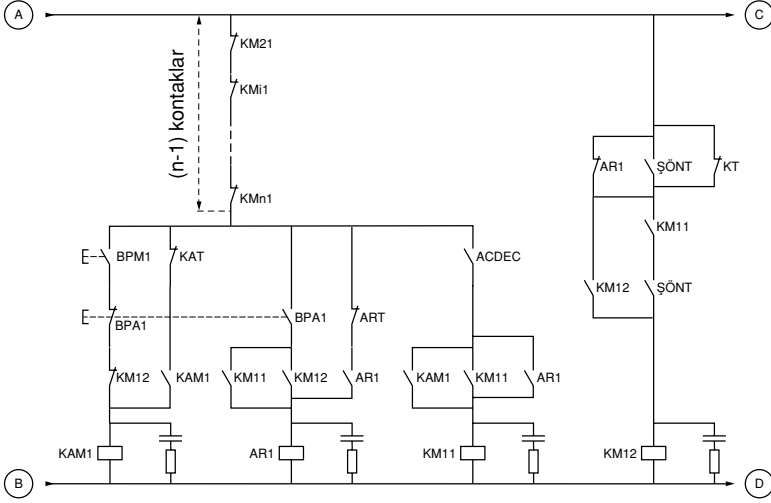 A
C
KM21
KMi1
(n-1) kontaklar
AR1
ŞÖNT
KT
KMn1
KM11
BPM1
KAT
ACDEC
KM12
ŞÖNT
BPA1
BPA1
ART
KM12
KAM1
KM11
KM12
AR1
KAM1
KM11
AR1
KAM1
AR1
KM11
KM12
B
D